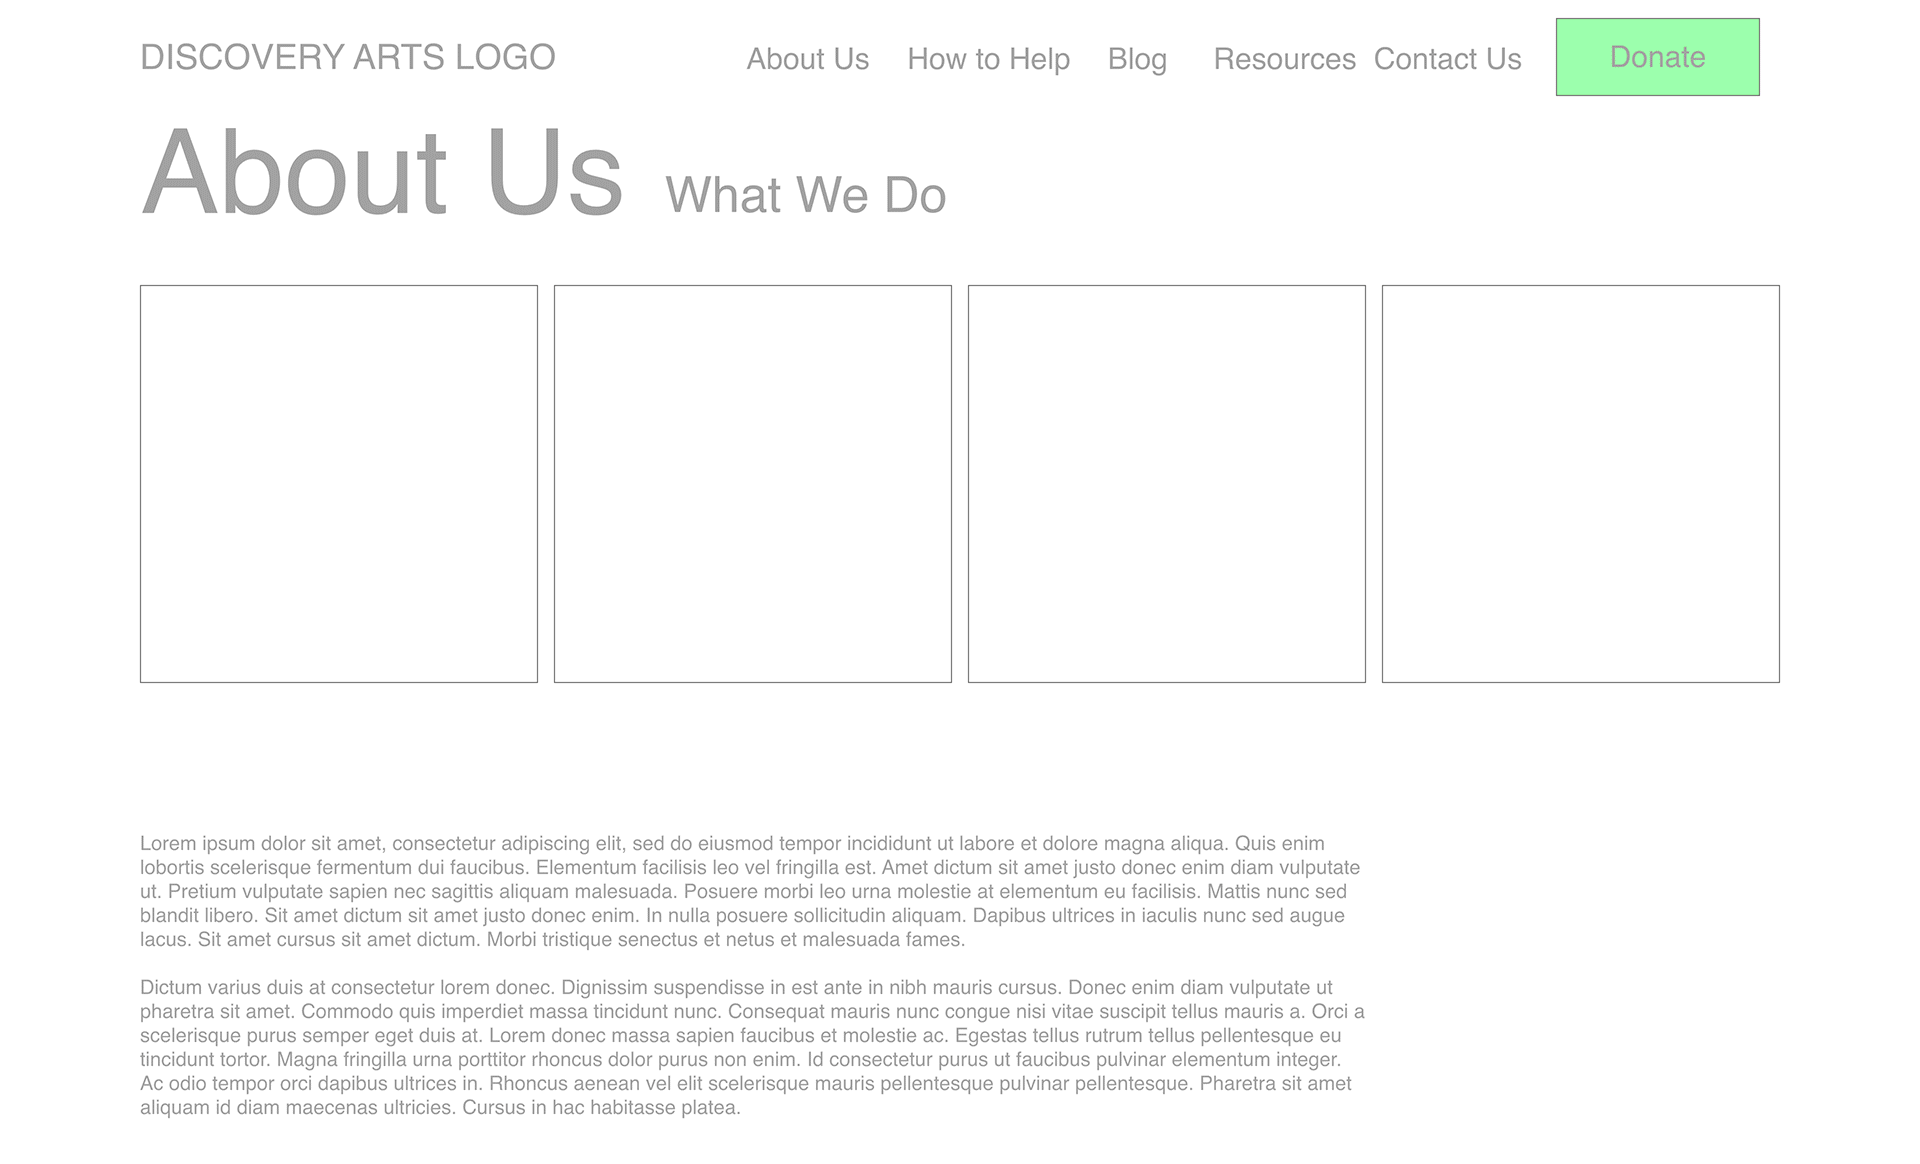 DISCOVERY ARTS LOGO
About Us
How to Help
Blog
Resources
Contact Us
Donate
About Us
What We Do
Lorem ipsum dolor sit amet, consectetur adipiscing elit, sed do eiusmod tempor incididunt ut labore et dolore magna aliqua. Quis enim
lobortis scelerisque fermentum dui faucibus. Elementum facilisis leo vel fringilla est. Amet dictum sit amet justo donec enim diam vulputate
ut. Pretium vulputate sapien nec sagittis aliquam malesuada. Posuere morbi leo urna molestie at elementum eu facilisis. Mattis nunc sed
blandit libero. Sit amet dictum sit amet justo donec enim. In nulla posuere sollicitudin aliquam. Dapibus ultrices in iaculis nunc sed augue
lacus. Sit amet cursus sit amet dictum. Morbi tristique senectus et netus et malesuada fames.
Dictum varius duis at consectetur lorem donec. Dignissim suspendisse in est ante in nibh mauris cursus. Donec enim diam vulputate ut
pharetra sit amet. Commodo quis imperdiet massa tincidunt nunc. Consequat mauris nunc congue nisi vitae suscipit tellus mauris a. Orci a
scelerisque purus semper eget duis at. Lorem donec massa sapien faucibus et molestie ac. Egestas tellus rutrum tellus pellentesque eu
tincidunt tortor. Magna fringilla urna porttitor rhoncus dolor purus non enim. Id consectetur purus ut faucibus pulvinar elementum integer.
Ac odio tempor orci dapibus ultrices in. Rhoncus aenean vel elit scelerisque mauris pellentesque pulvinar pellentesque. Pharetra sit amet
aliquam id diam maecenas ultricies. Cursus in hac habitasse platea.